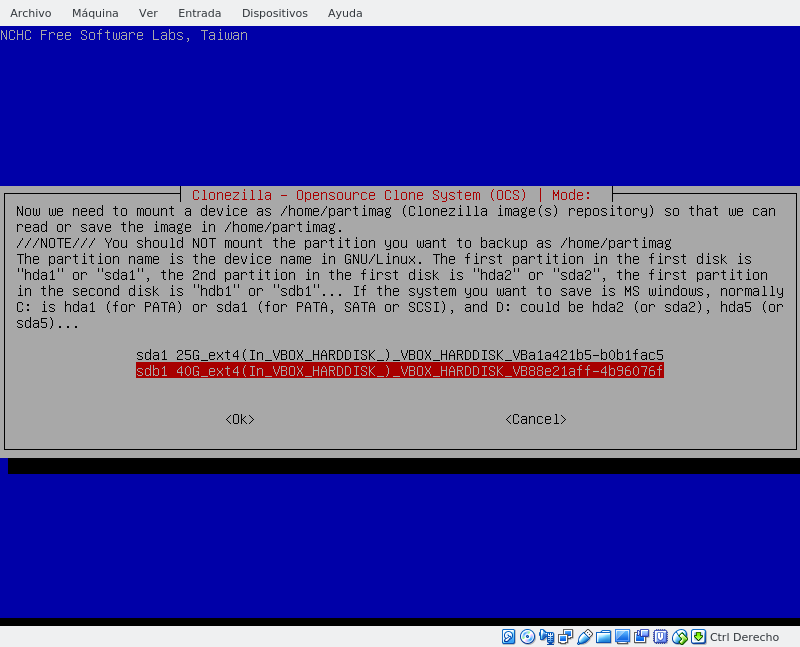 Archivo Máquina Ver Entrada Dispositivos Ayuda
NCHC Free Software Labs, Taiwan
Clonezilla - Opensource Clone System (OCS) | Mode:
Now we need to mount a device as /home/partimag (Clonezilla image(s) repository) so that we can
read or save the image in /home/partimag.
///NOTE/// You should NOT mount the partition you want to backup as /home/partimag
The partition name is the device name in GNU/Linux. The first partition in the first disk is
"hda1" or "sda1", the 2nd partition in the first disk is "hda2" or "sda2", the first partition
in the second disk is "hdb1" or "sdb1"... If the system you want to save is MS windows, normally
C: is hda1 (for PATA) or sda1 (for PATA, SATA or SCSI), and D: could be hda2 (or sda2), hda5 (or
sda5)...
sda1 25G_ext4(In_VBOX_HARDDISK_)_VBOX_HARDDISK_VBa1a421b5-b0b1fac5
sdb1 40G_ext4(In_VBOX_HARDDISK_)_VBOX_HARDDISK_VB88e21aff-4b96076f
<Ok> <Cancel>
Ctrl Derecho